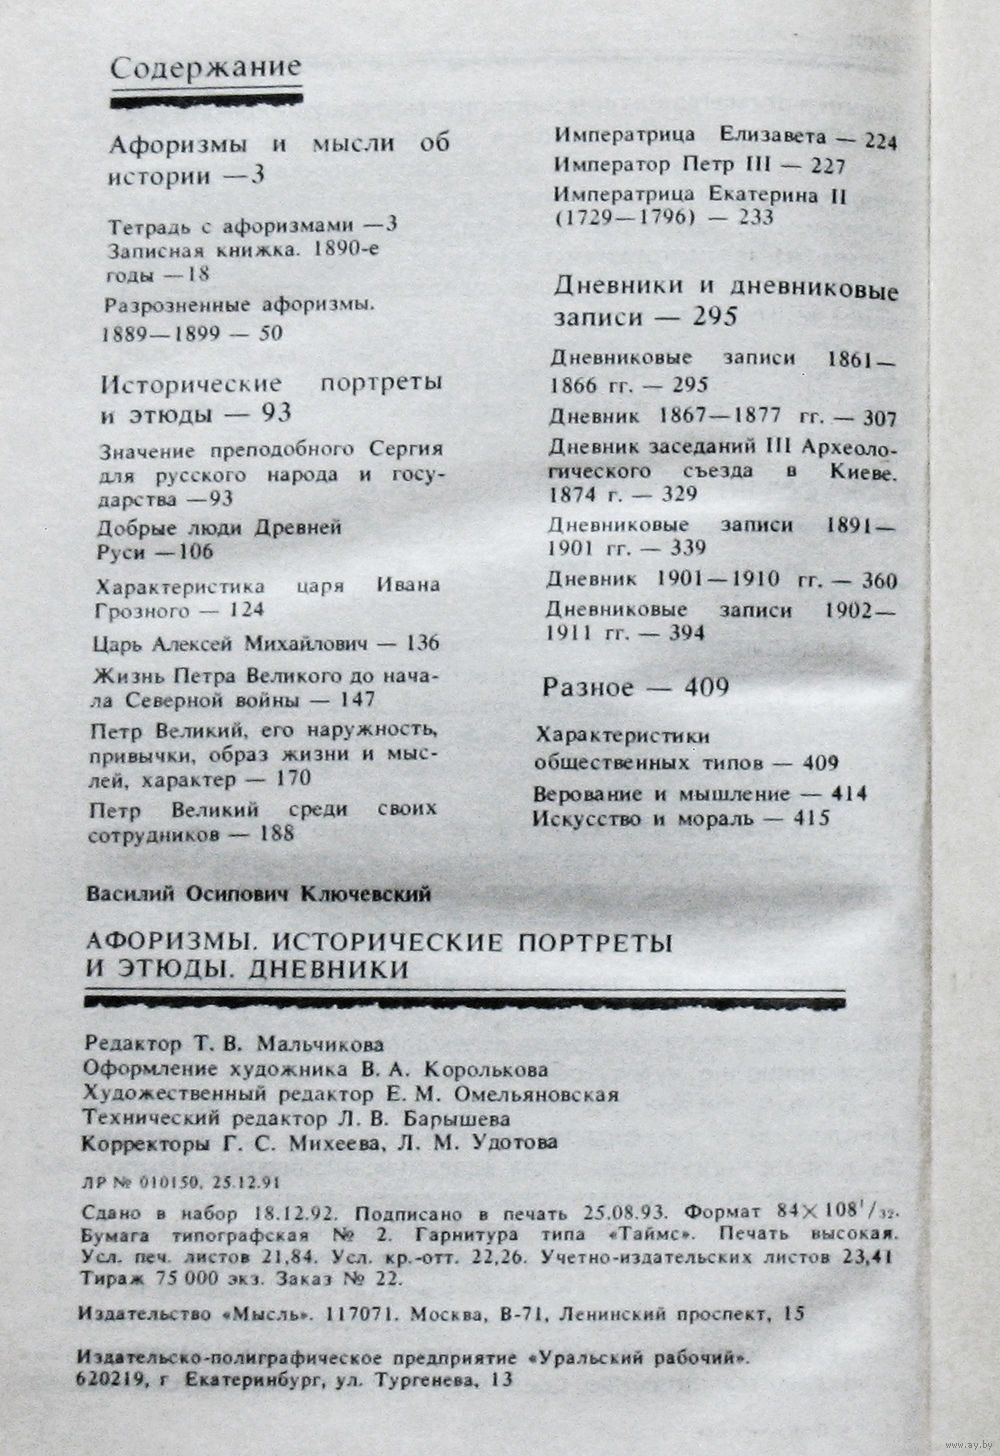 Содержание
Афоризмы и мысли об
истории —3
Тетрадь с афоризмами —3
Записная книжка. 1890-е
годы —18
Разрозненные афоризмы.
1889—1899 — 50
Исторические портреты
и этюды — 93
Значение преподобного Сергия
для русского народа и госу-
дарства —93
Добрые люди Древней
Руси —106
Характеристика царя Ивана
Грозного — 124
Царь Алексей Михайлович — 136
Жизнь Петра Великого до нача-
ла Северной войны — 147
Петр Великий, его наружность,
привычки, образ жизни и мыс-
лей, характер — 170
Петр Великий среди своих
сотрудников — 188
Императрица Елизавета — 224
Император Петр III — 227
Императрица Екатерина II
(1729—1796) — 233
Дневники и дневниковые
записи — 295
Дневниковые записи 1861—
1866 гг. — 295
Дневник 1867—1877 гг. — 307
Дневник заседаний III Археоло-
гического съезда в Киеве.
1874 г. — 329
Дневниковые записи 1891—
1901 гг. — 339
Дневник 1901—1910 гг. — 360
Дневниковые записи 1902—
1911 гг. — 394
Разное — 409
Характеристики
общественных типов — 409
Верование и мышление — 414
Искусство и мораль — 415
Василий Осипович Ключевский
АФОРИЗМЫ. ИСТОРИЧЕСКИЕ ПОРТРЕТЫ
И ЭТЮДЫ. ДНЕВНИКИ
Редактор Т. В. Мальчикова
Оформление художника В. А. Королькова
Художественный редактор Е. М. Омельяновская
Технический редактор Л. В. Барышева
Корректоры Г. С. Михеева, Л. М. Удотова
ЛР № 010150, 25.12.91
Сдано в набор 18.12.92. Подписано в печать 25.08.93. Формат 84×108¹/₃₂.
Бумага типографская № 2. Гарнитура типа «Таймс». Печать высокая.
Усл. печ. листов 21,84. Усл. кр.-отт. 22,26. Учетно-издательских листов 23,41
Тираж 75 000 экз. Заказ № 22.
Издательство «Мысль». 117071. Москва, В-71, Ленинский проспект, 15
Издательско-полиграфическое предприятие «Уральский рабочий».
620219, г Екатеринбург, ул. Тургенева, 13
www.ay.by